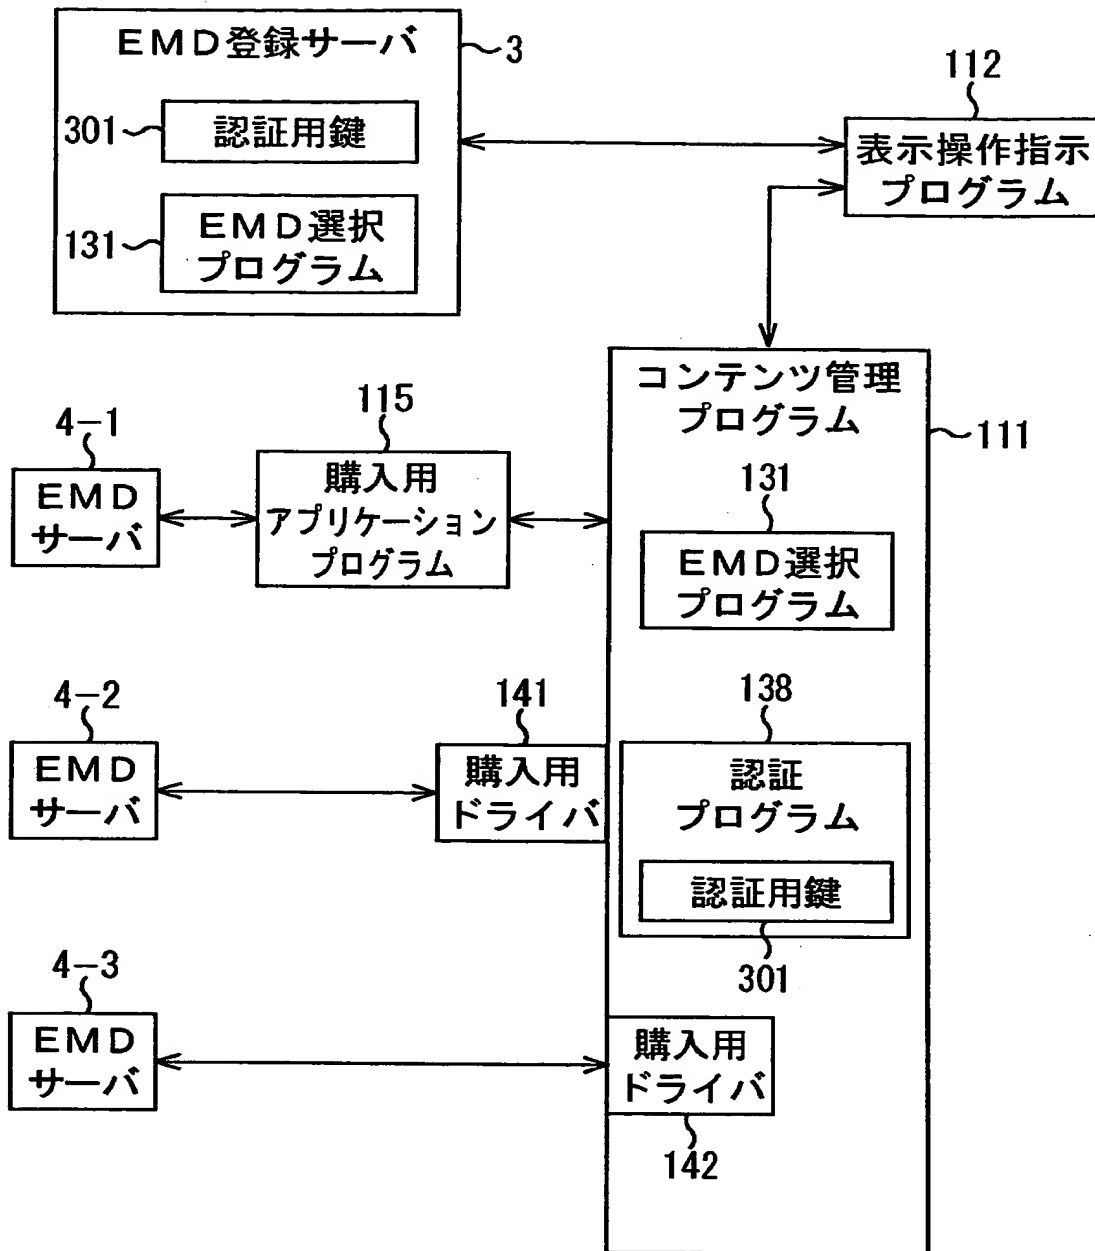 EMD登録サーバ
3
301
認証用鍵
131
EMD選択
プログラム
112
表示操作指示
プログラム
コンテンツ管理
プログラム
111
4-1
EMD
サーバ
115
購入用
アプリケーション
プログラム
131
EMD選択
プログラム
4-2
EMD
サーバ
141
購入用
ドライバ
138
認証
プログラム
認証用鍵
301
4-3
EMD
サーバ
購入用
ドライバ
142